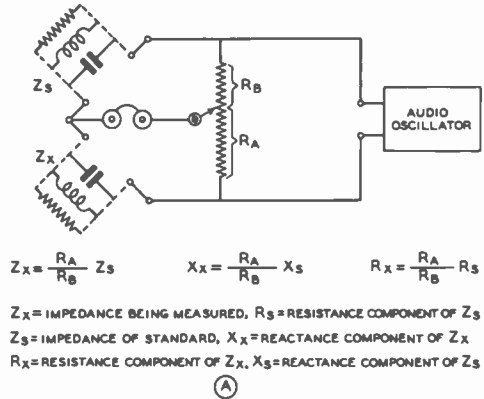 Zs
RB
RA
Zx
AUDIO
OSCILLATOR
Zx = RA/RB Zs Xx = RA/RB Xs Rx = RA/RB Rs
Zx = IMPEDANCE BEING MEASURED, Rs = RESISTANCE COMPONENT OF Zs
Zs = IMPEDANCE OF STANDARD, Xx = REACTANCE COMPONENT OF Zx
Rx = RESISTANCE COMPONENT OF Zx, Xs = REACTANCE COMPONENT OF Zs
A